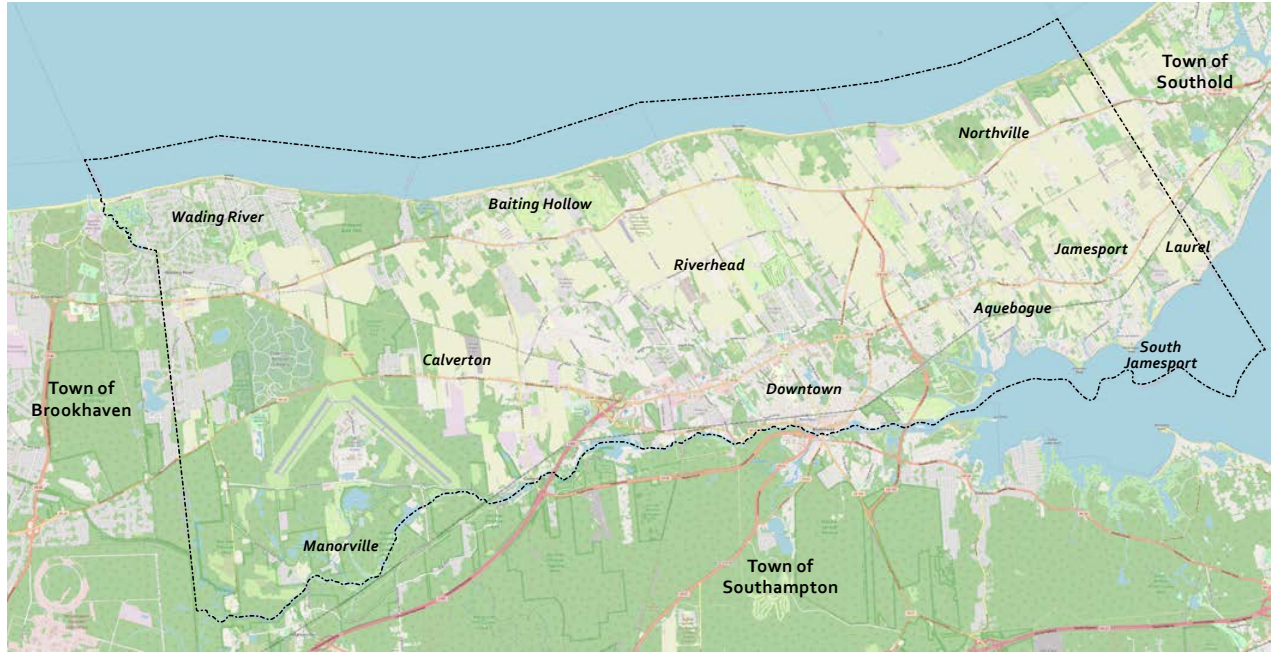 Town of
Southold
Northville
Wading River
Baiting Hollow
Jamesport
Laurel
Riverhead
Aquebogue
Calverton
South
Jamesport
Town of
Brookhaven
Downtown
Manorville
Town of
Southampton